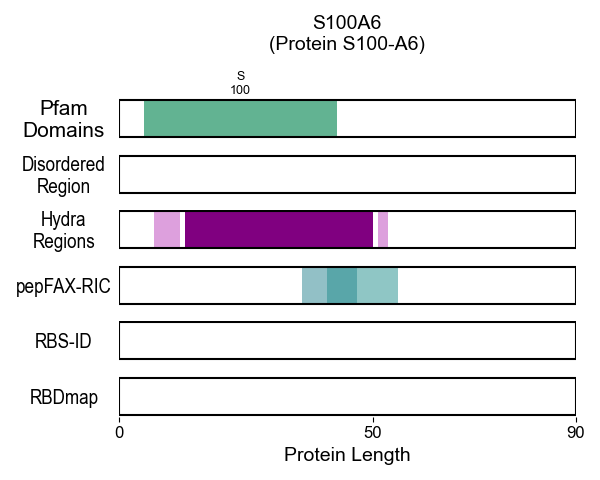 S100A6
(Protein S100-A6)
S
100
Pfam
Domains
Disordered
Region
Hydra
Regions
pepFAX-RIC
RBS-ID
RBDmap
0 50 90
Protein Length